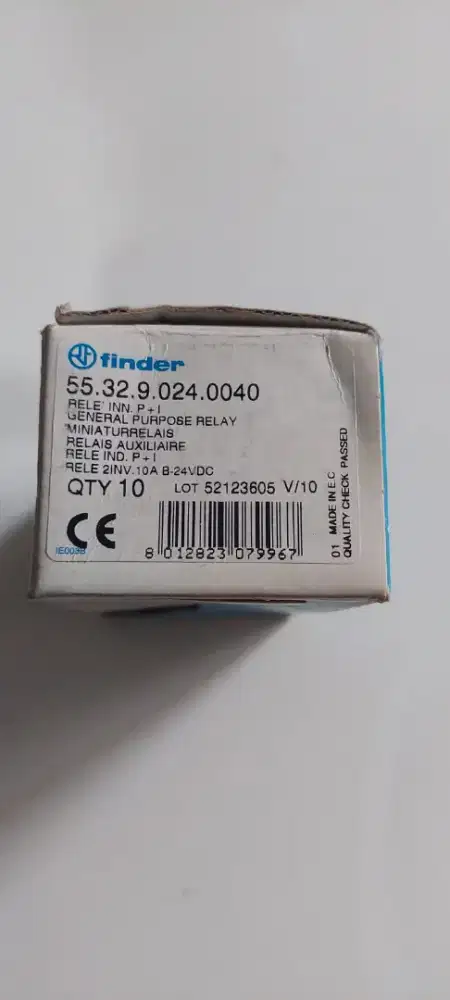 finder
55.32.9.024.0040
RELE' INN. P+I
GENERAL PURPOSE RELAY
MINIATURRELAIS
RELAIS AUXILIAIRE
RELE IND. P+I
RELE 2INV.10A B-24VDC
QTY 10 LOT 52123605 V/10
CE
IE003B
8 012823 079967
01 MADE IN E.C
QUALITY CHECK PASSED